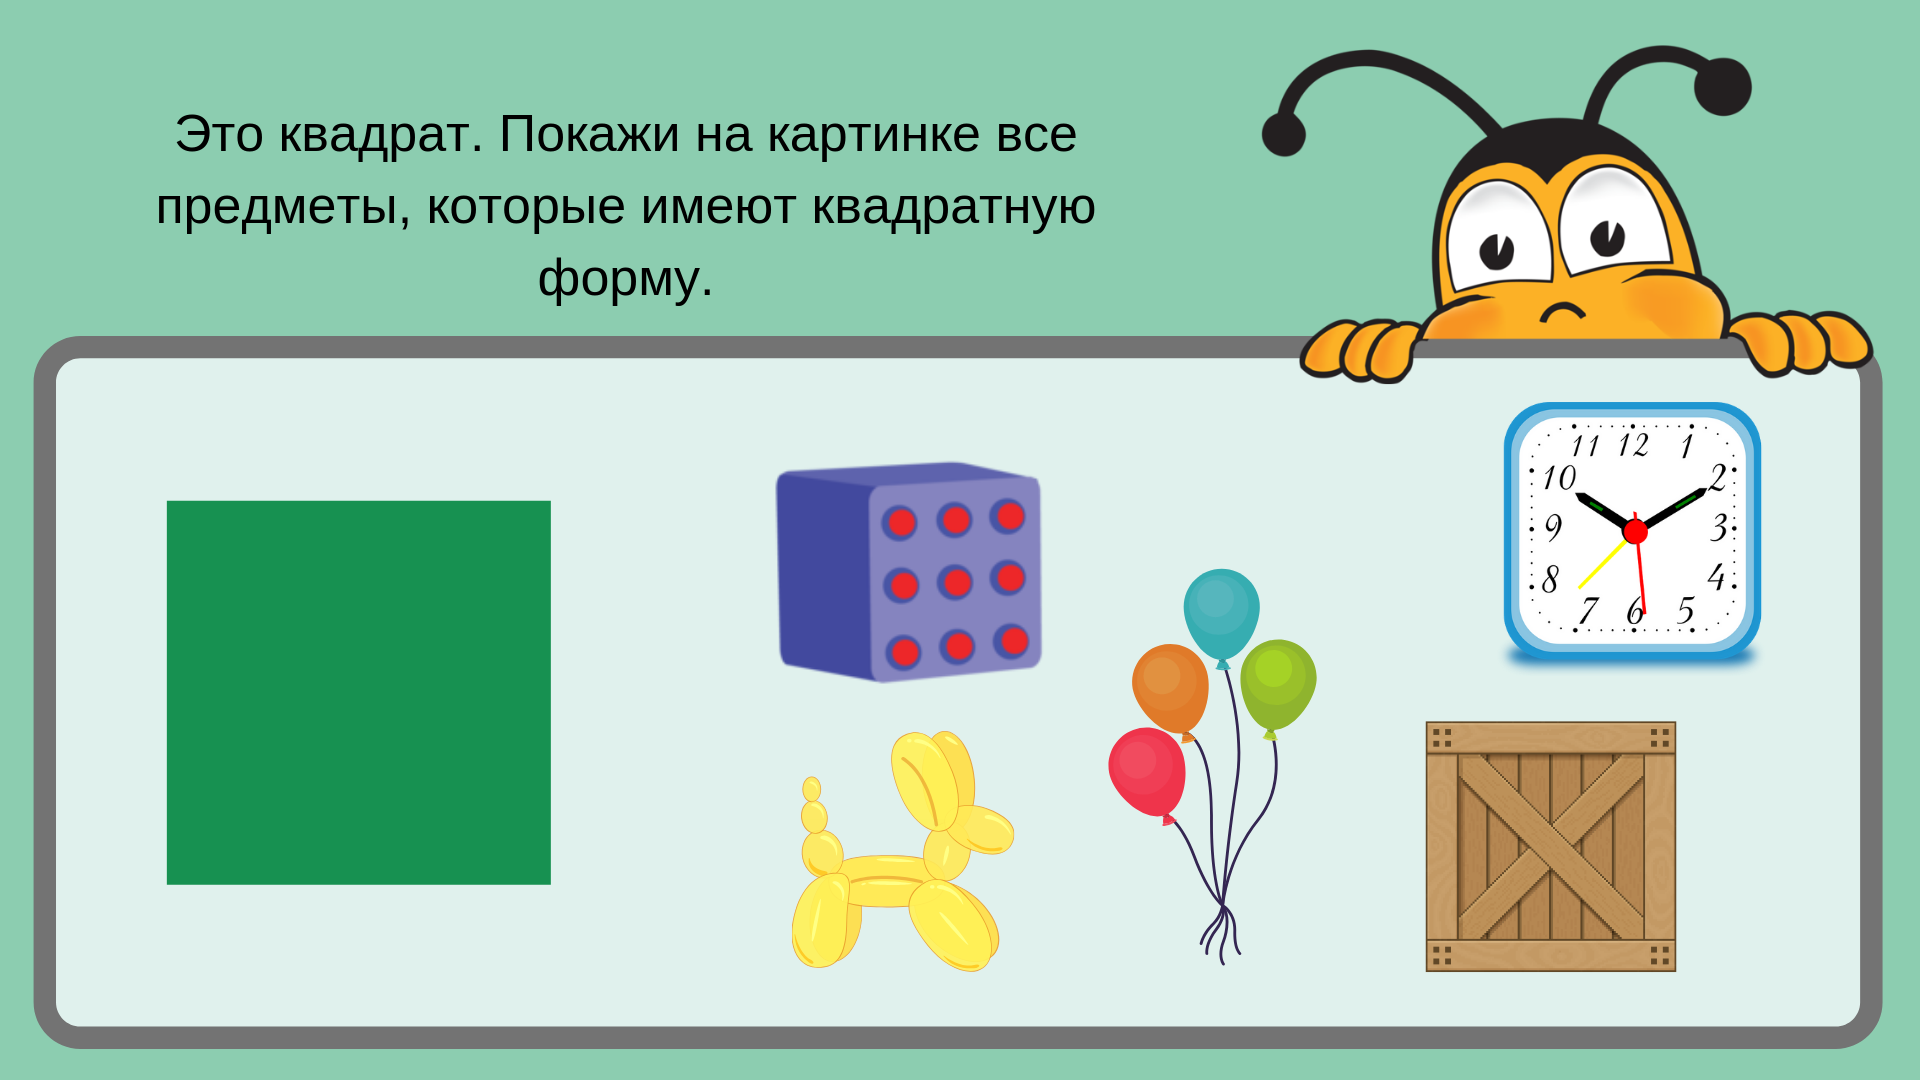 Это квадрат. Покажи на картинке все
предметы, которые имеют квадратную
форму.
11 12 1
10 2
9 3
8 4
7 6 5